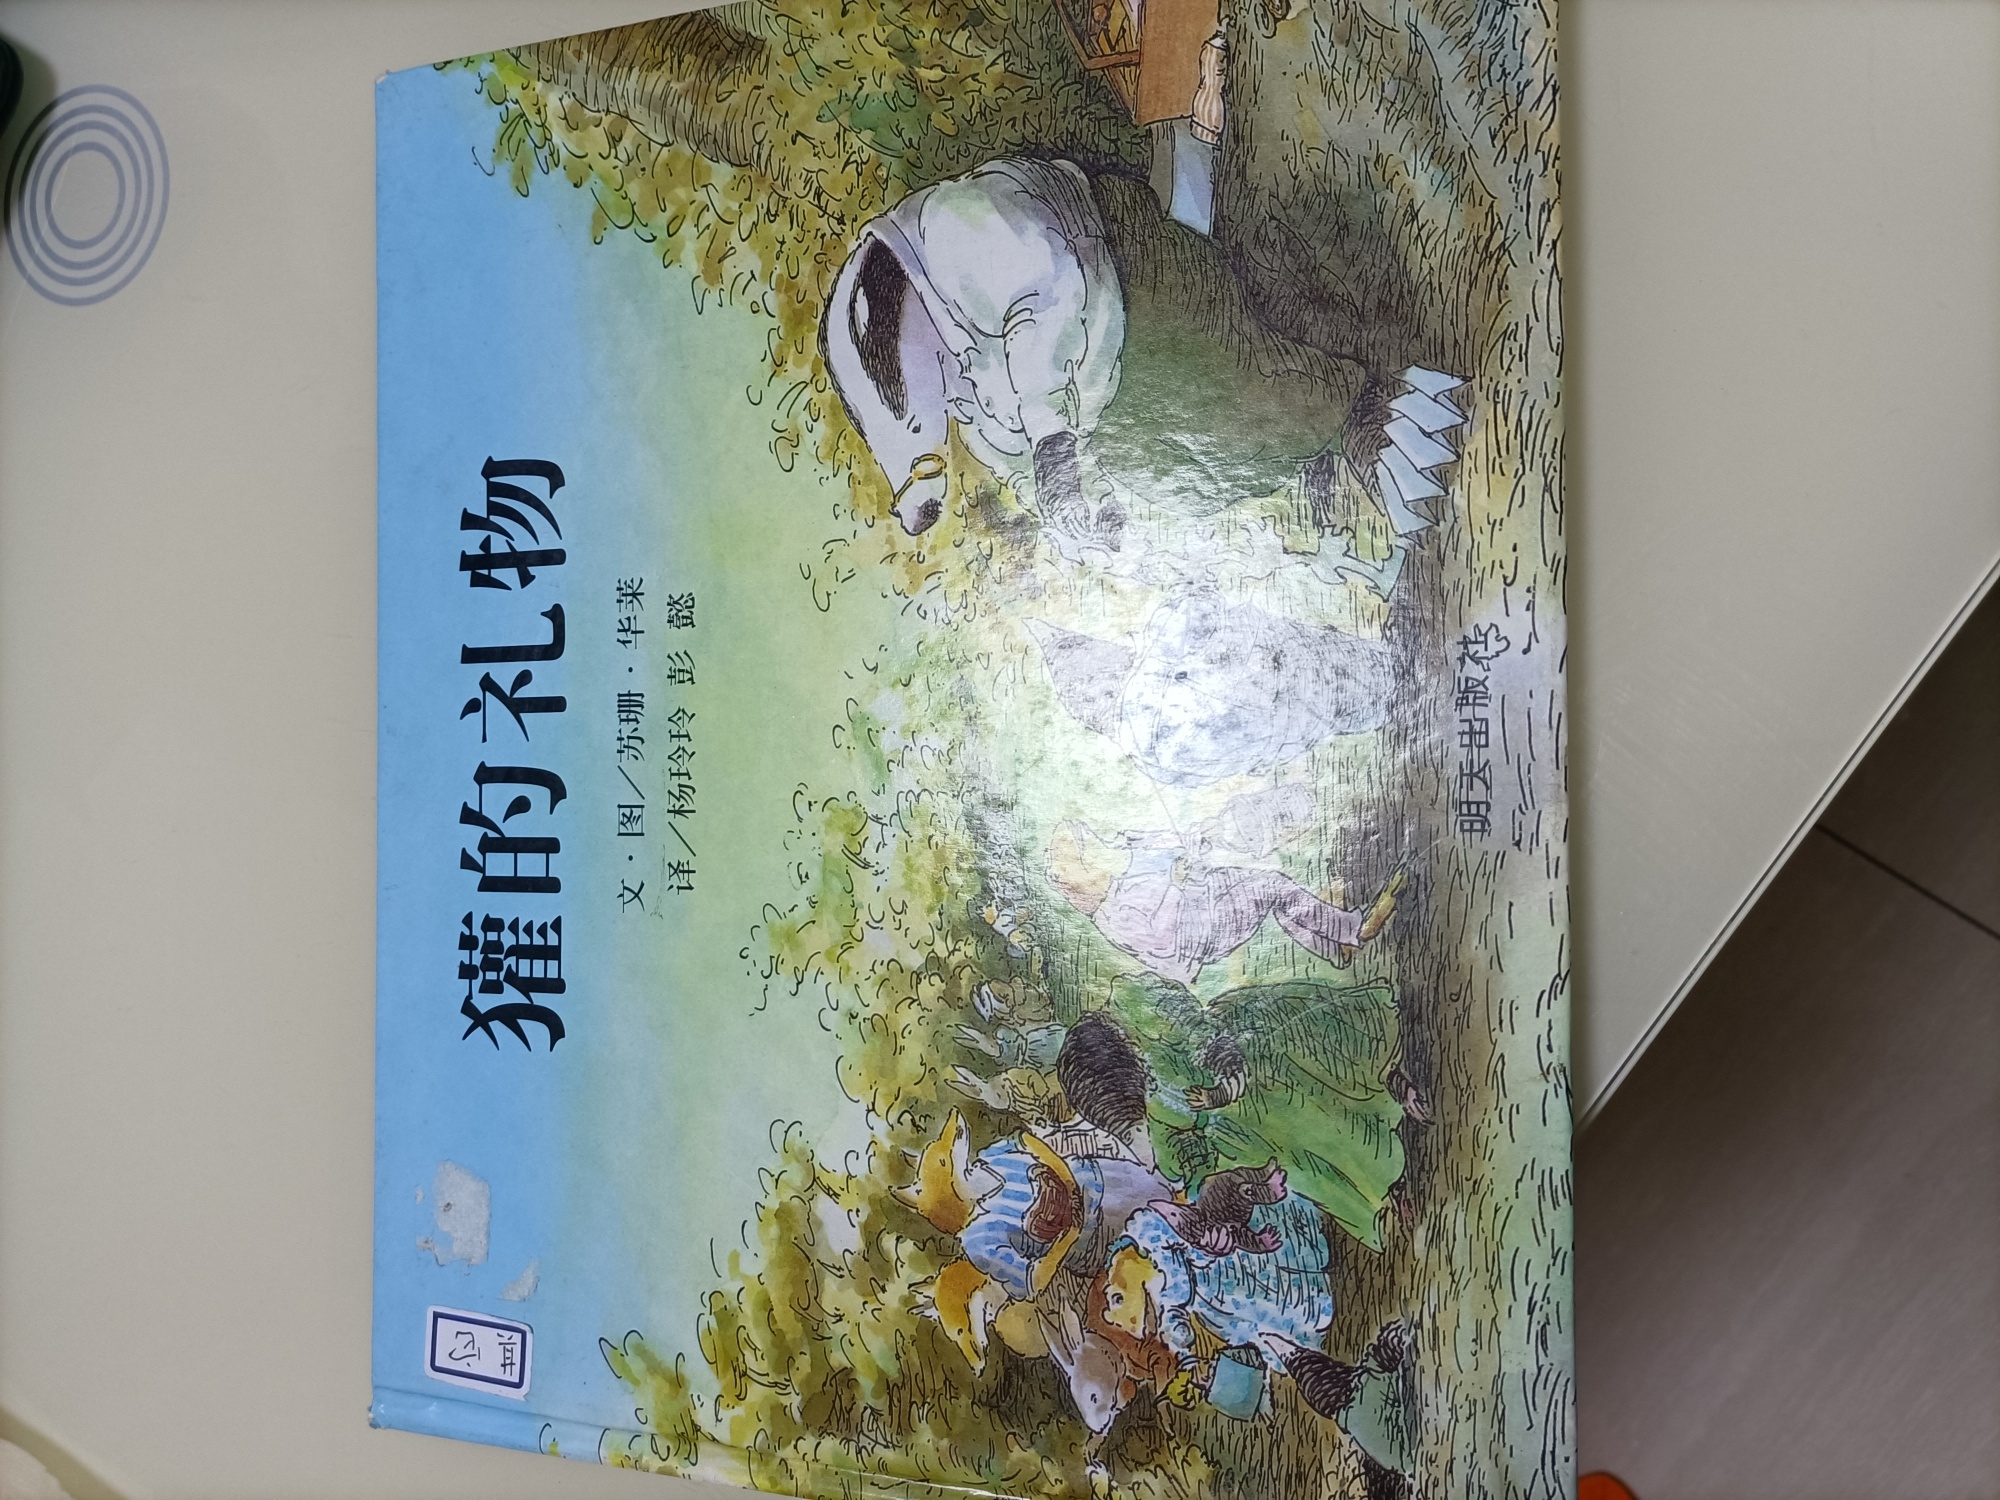 獾的礼物
文·图／苏珊·华莱
译／杨玲玲 彭 懿
明天出版社